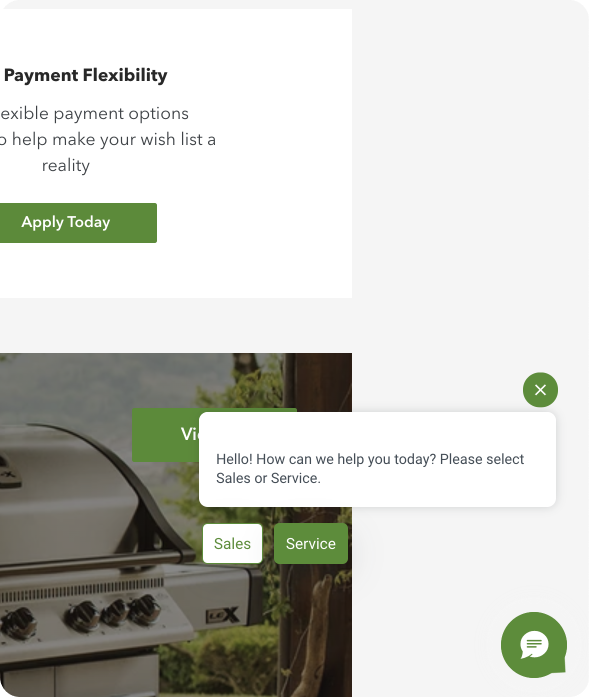 Payment Flexibility
exible payment options
o help make your wish list a
reality
Apply Today
Hello! How can we help you today? Please select
Sales or Service.
Sales
Service
LEX